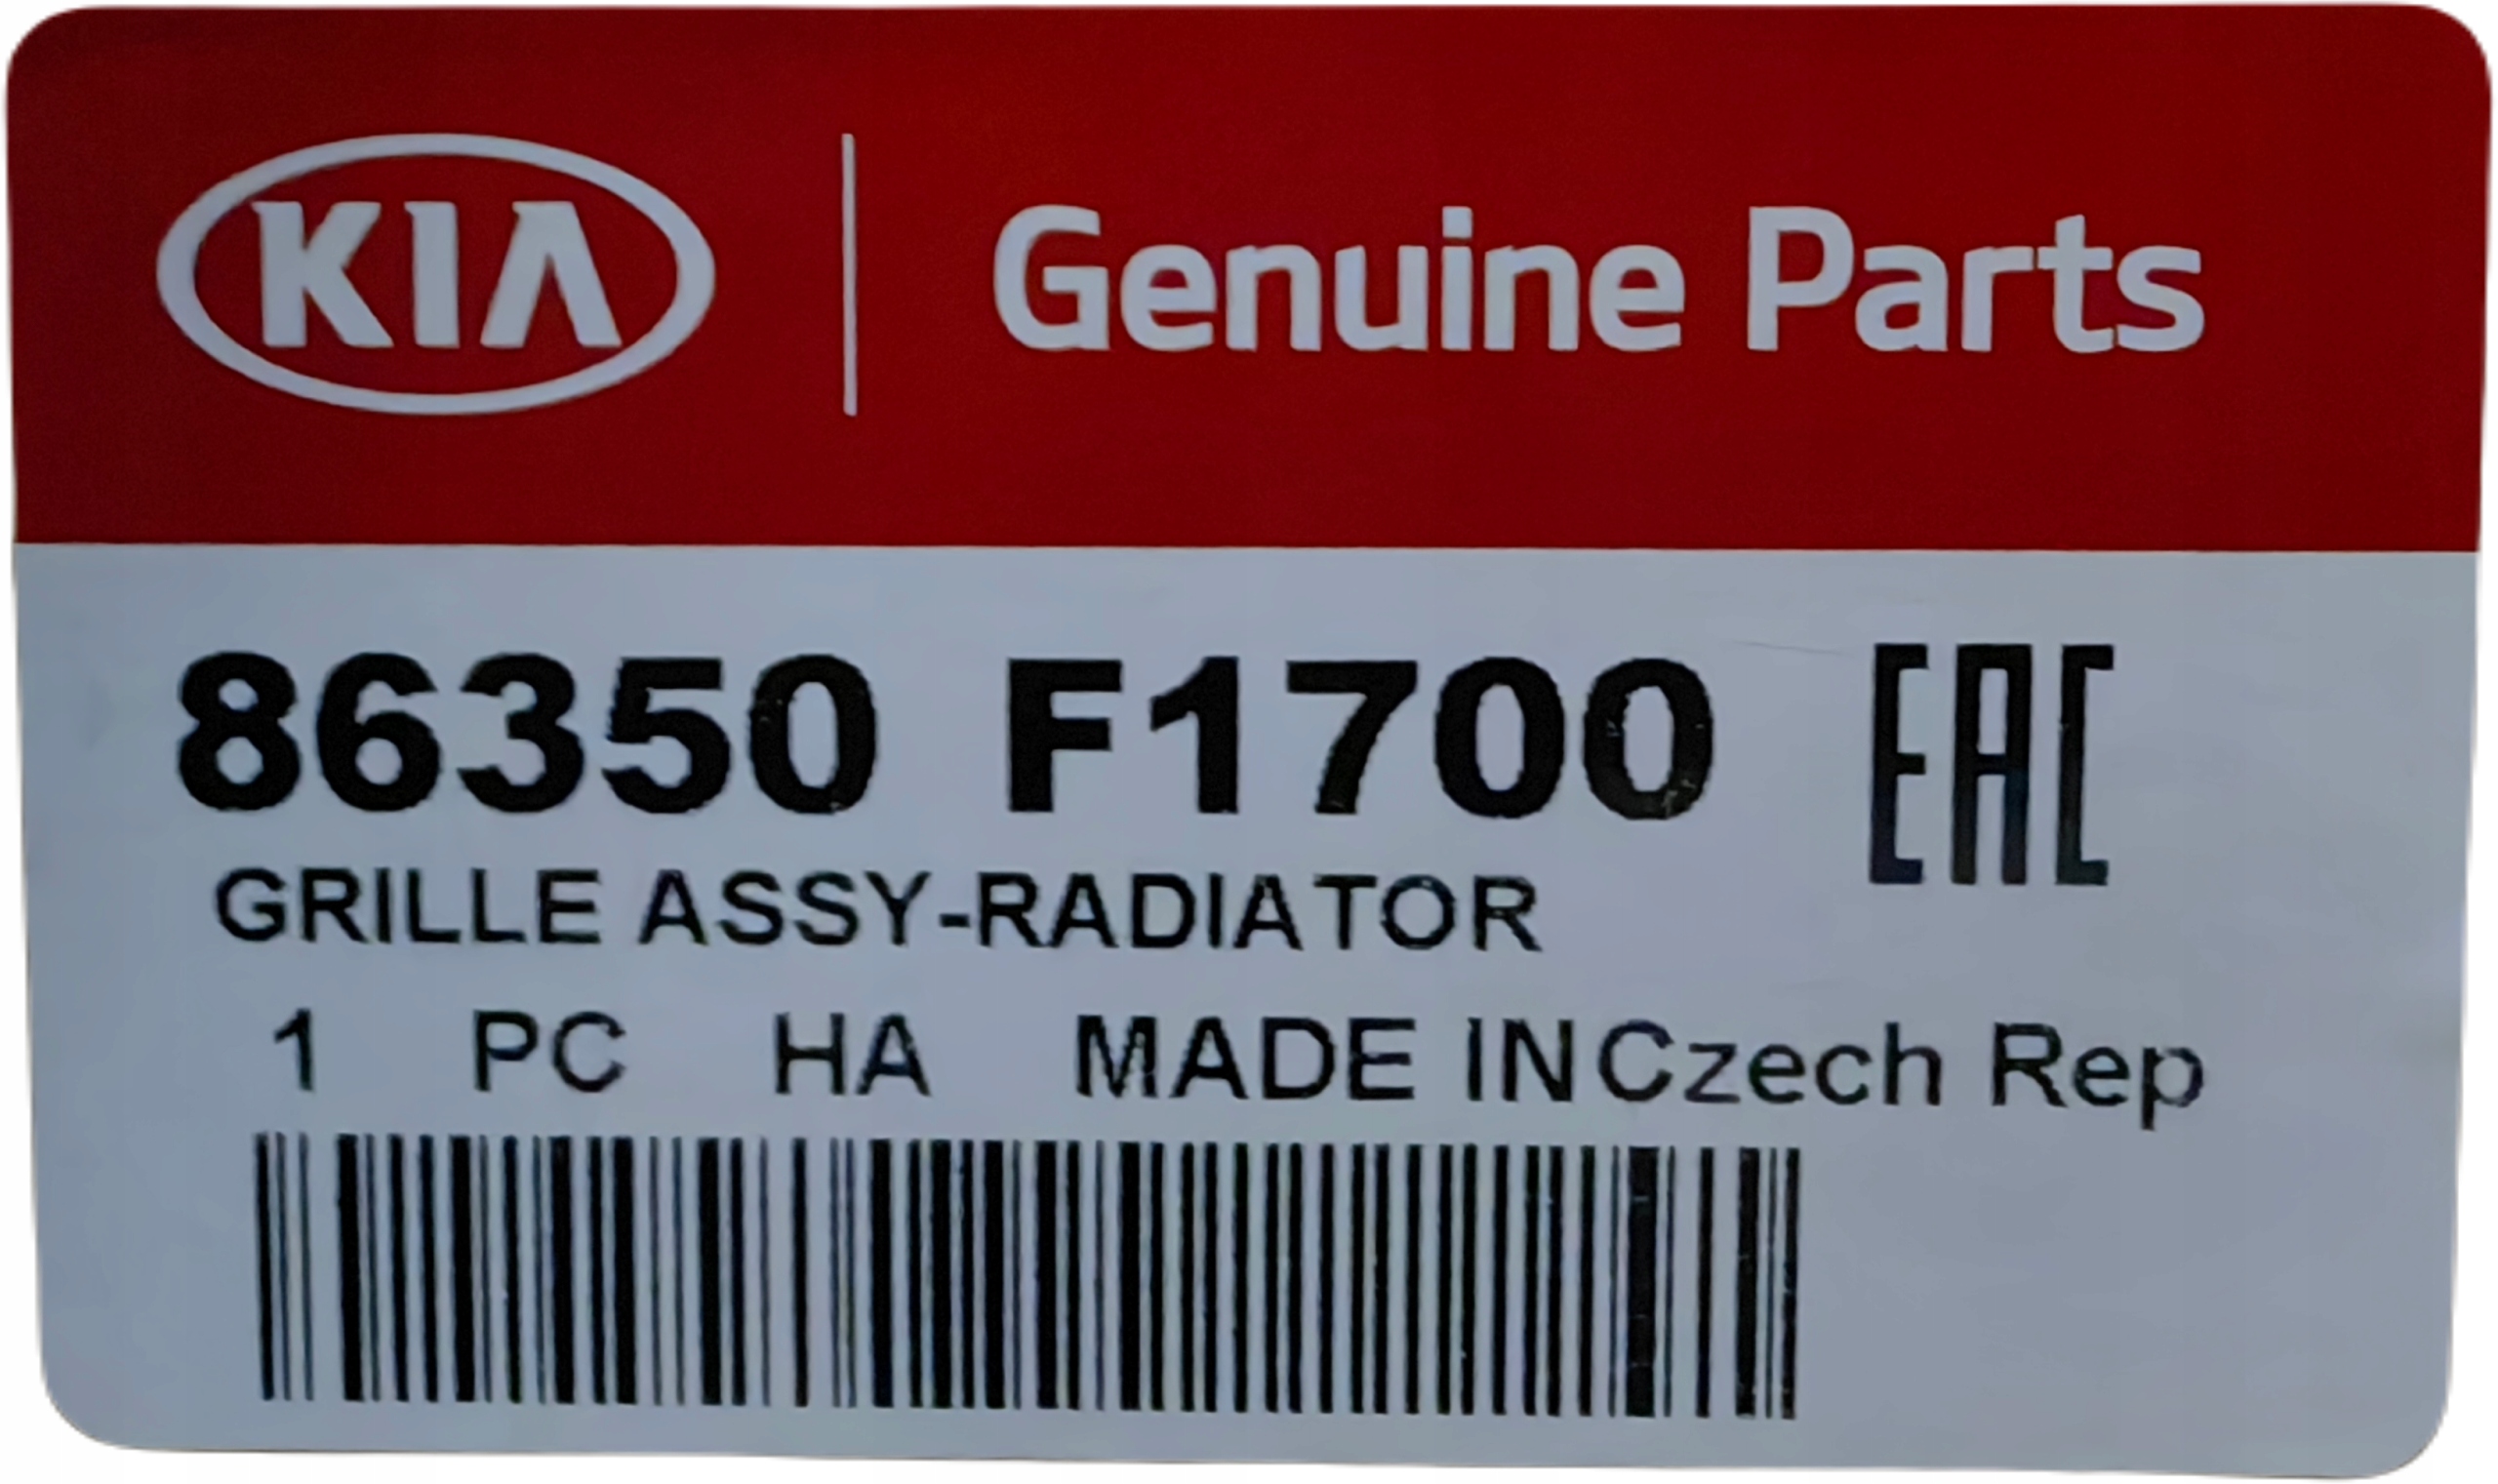 KIA Genuine Parts
86350 F1700 EAC
GRILLE ASSY-RADIATOR
1 PC HA MADE INCzech Rep